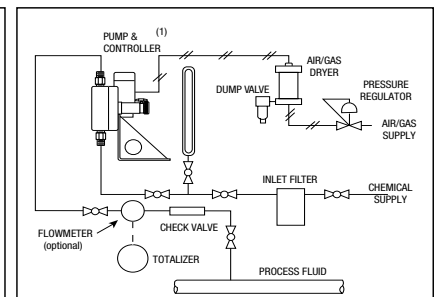 PUMP &
CONTROLLER
(1)
AIR/GAS
DRYER
DUMP VALVE
PRESSURE
REGULATOR
AIR/GAS
SUPPLY
INLET FILTER
CHEMICAL
SUPPLY
FLOWMETER
(optional)
CHECK VALVE
TOTALIZER
PROCESS FLUID